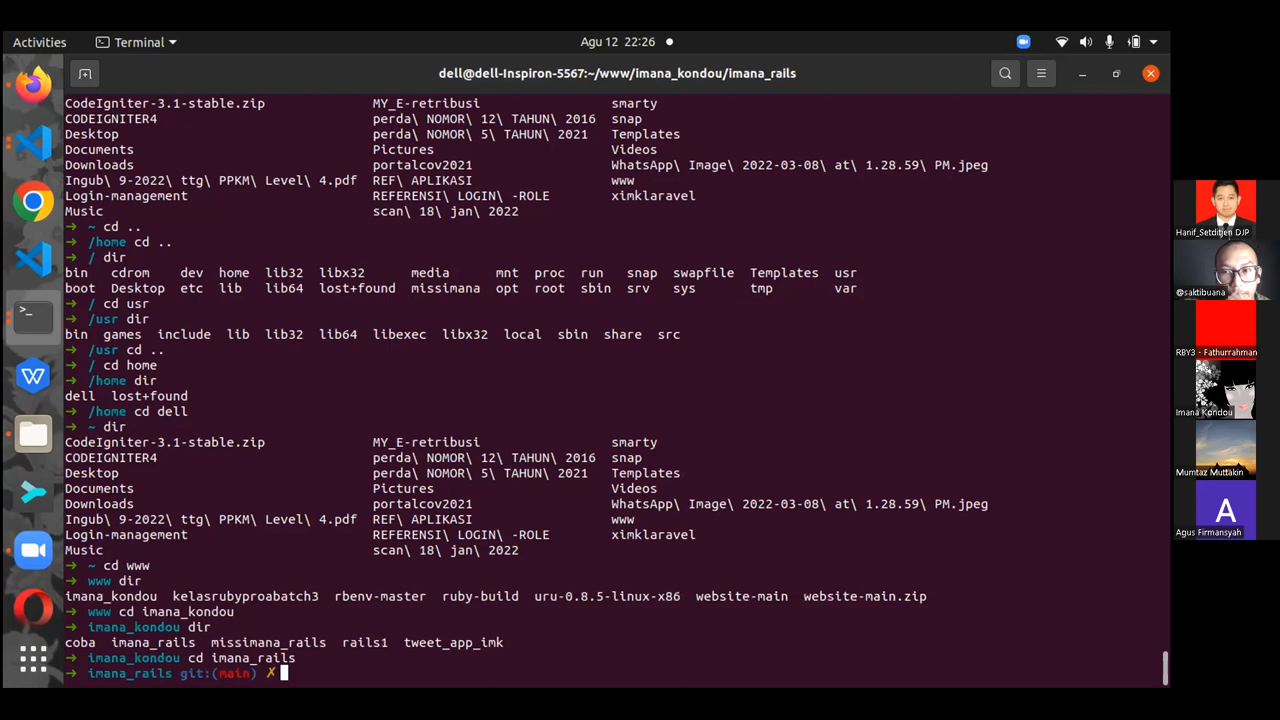 Activities Terminal Agu 12 22:26
dell@dell-Inspiron-5567:~/www/imana_kondou/imana_rails
CodeIgniter-3.1-stable.zip MY_E-retribusi smarty
CODEIGNITER4 perda\ NOMOR\ 12\ TAHUN\ 2016 snap
Desktop perda\ NOMOR\ 5\ TAHUN\ 2021 Templates
Documents Pictures Videos
Downloads portalcov2021 WhatsApp\ Image\ 2022-03-08\ at\ 1.28.59\ PM.jpeg
Ingub\ 9-2022\ ttg\ PPKM\ Level\ 4.pdf REF\ APLIKASI www
Login-management REFERENSI\ LOGIN\ -ROLE ximklaravel
Music scan\ 18\ jan\ 2022
➜ ~ cd ..
➜ /home cd ..
➜ / dir
bin cdrom dev home lib32 libx32 media mnt proc run snap swapfile Templates usr
boot Desktop etc lib lib64 lost+found missimana opt root sbin srv sys tmp var
➜ / cd usr
➜ /usr dir
bin games include lib lib32 lib64 libexec libx32 local sbin share src
➜ /usr cd ..
➜ / cd home
➜ /home dir
dell lost+found
➜ /home cd dell
➜ ~ dir
CodeIgniter-3.1-stable.zip MY_E-retribusi smarty
CODEIGNITER4 perda\ NOMOR\ 12\ TAHUN\ 2016 snap
Desktop perda\ NOMOR\ 5\ TAHUN\ 2021 Templates
Documents Pictures Videos
Downloads portalcov2021 WhatsApp\ Image\ 2022-03-08\ at\ 1.28.59\ PM.jpeg
Ingub\ 9-2022\ ttg\ PPKM\ Level\ 4.pdf REF\ APLIKASI www
Login-management REFERENSI\ LOGIN\ -ROLE ximklaravel
Music scan\ 18\ jan\ 2022
➜ ~ cd www
➜ www dir
imana_kondou kelasrubyproabatch3 rbenv-master ruby-build uru-0.8.5-linux-x86 website-main website-main.zip
➜ www cd imana_kondou
➜ imana_kondou dir
coba imana_rails missimana_rails rails1 tweet_app_imk
➜ imana_kondou cd imana_rails
➜ imana_rails git:(main) ✗
Hanif_Setditjen DJP
@saktibuana
RBY3 - Fathurrahman
Imana Kondou
Mumtaz Muttakin
A
Agus Firmansyah